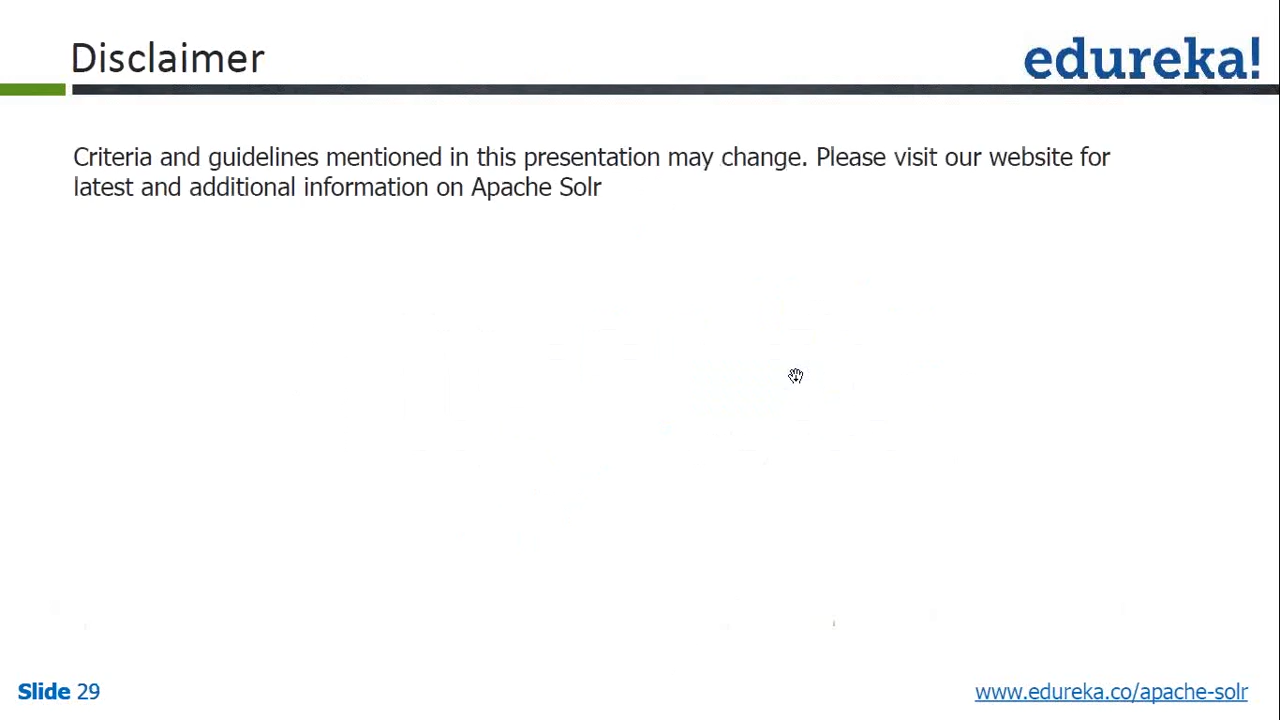 Disclaimer
edureka!
Criteria and guidelines mentioned in this presentation may change. Please visit our website for
latest and additional information on Apache Solr
Slide 29
www.edureka.co/apache-solr